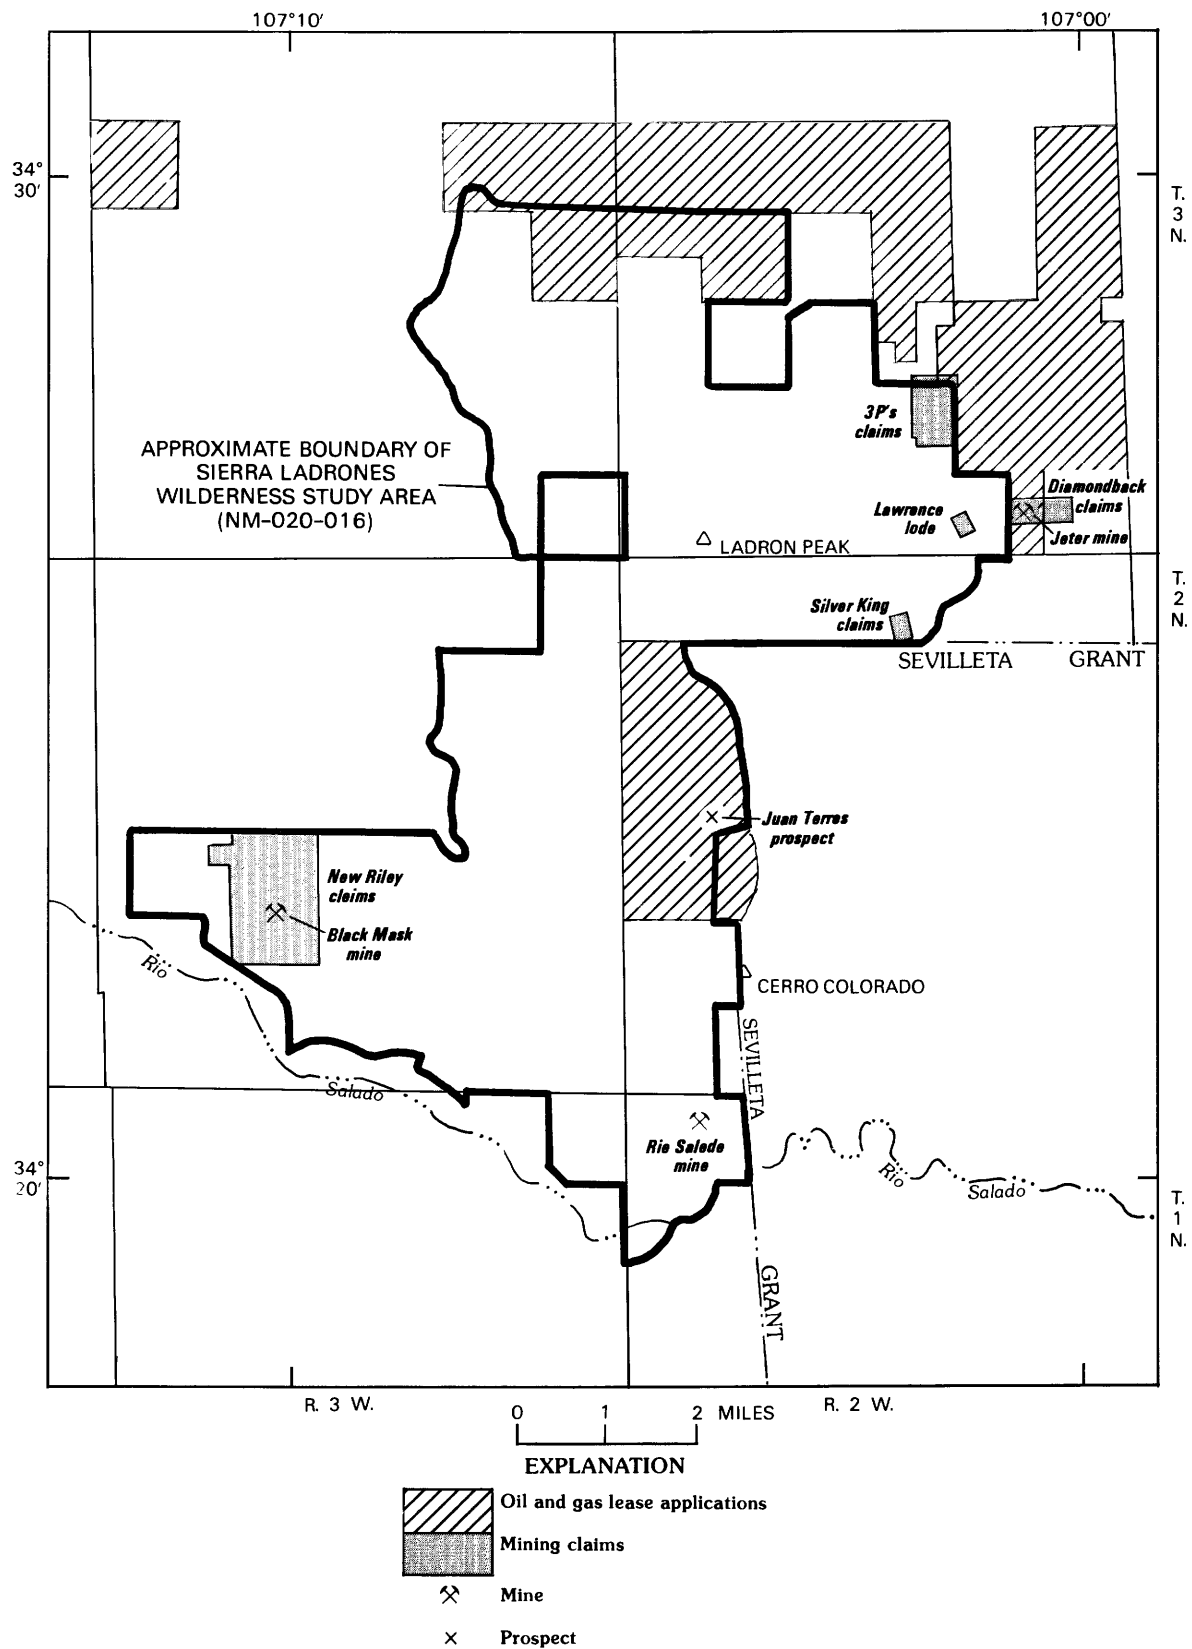 107°10′
107°00′
34°
30′
T.
3
N.
3P's
claims
APPROXIMATE BOUNDARY OF
SIERRA LADRONES
WILDERNESS STUDY AREA
(NM-020-016)
Diamondback
claims
Lawrence
lode
Jeter mine
LADRON PEAK
T.
2
N.
Silver King
claims
SEVILLETA GRANT
Juan Torres
prospect
New Riley
claims
Black Mask
mine
Rio
CERRO COLORADO
SEVILLETA
Salado
Rio Salado
mine
34°
20′
Rio
Salado
T.
1
N.
GRANT
R. 3 W.
R. 2 W.
0 1 2 MILES
EXPLANATION
Oil and gas lease applications
Mining claims
Mine
Prospect